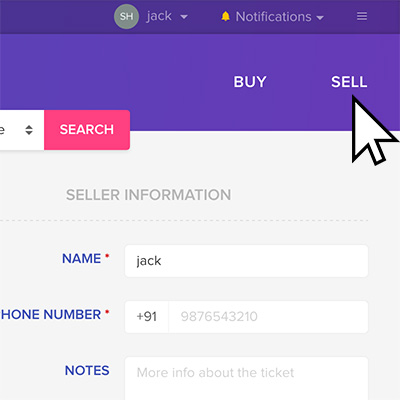 SH jack Notifications
BUY SELL
e SEARCH
SELLER INFORMATION
NAME * jack
HONE NUMBER * +91 9876543210
NOTES More info about the ticket